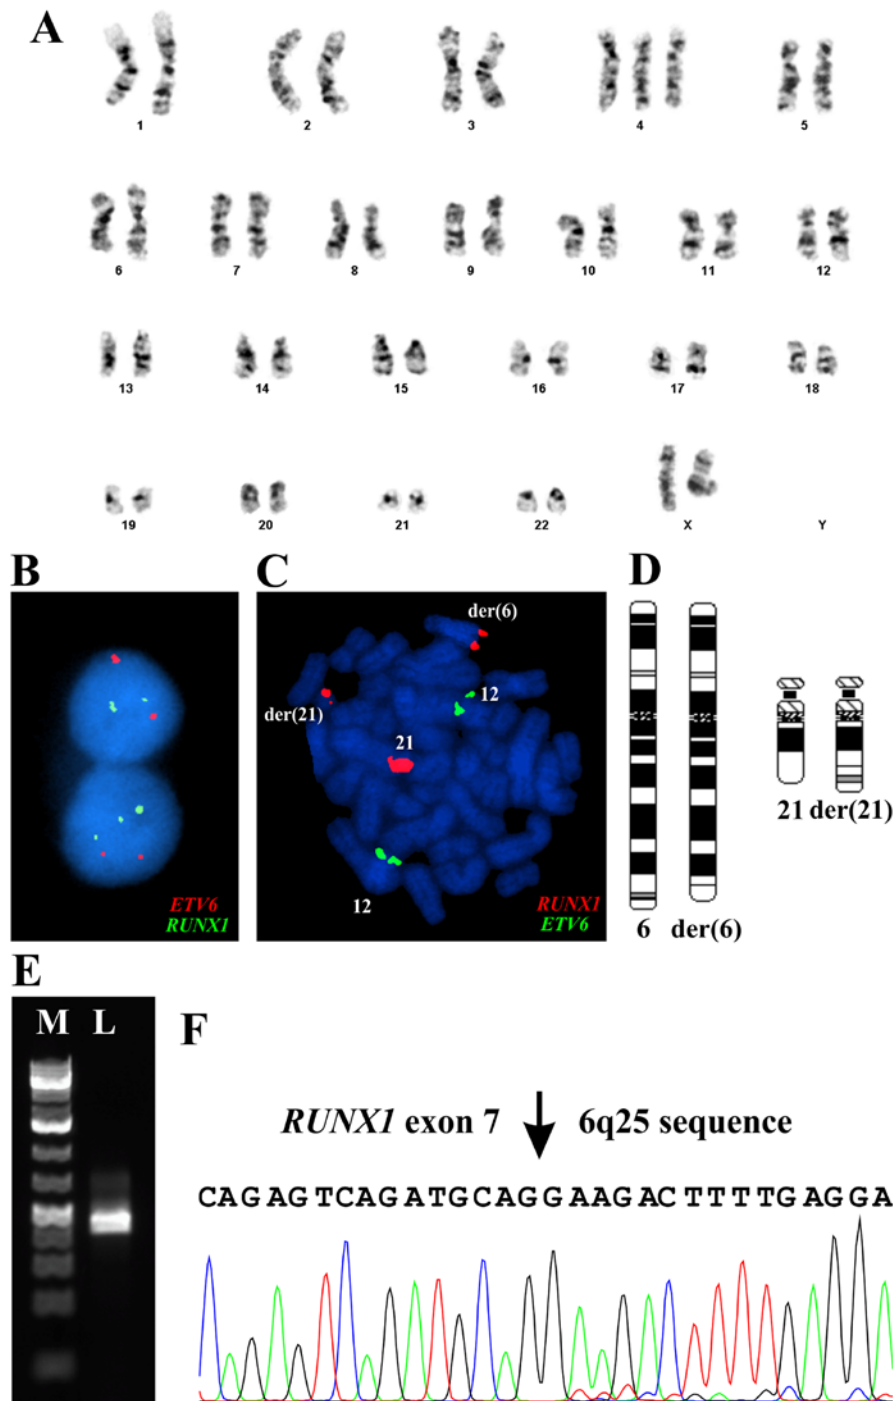 A
1 2 3 4 5
6 7 8 9 10 11 12
13 14 15 16 17 18
19 20 21 22 X Y
B
C
D
ETV6
RUNX1
der(6)
12
der(21)
21
12
RUNX1
ETV6
6 der(6)
21 der(21)
E
M L
F
RUNX1 exon 7 6q25 sequence
CAGAGTCAGATGCAGGAAGACTTTTGAGGA